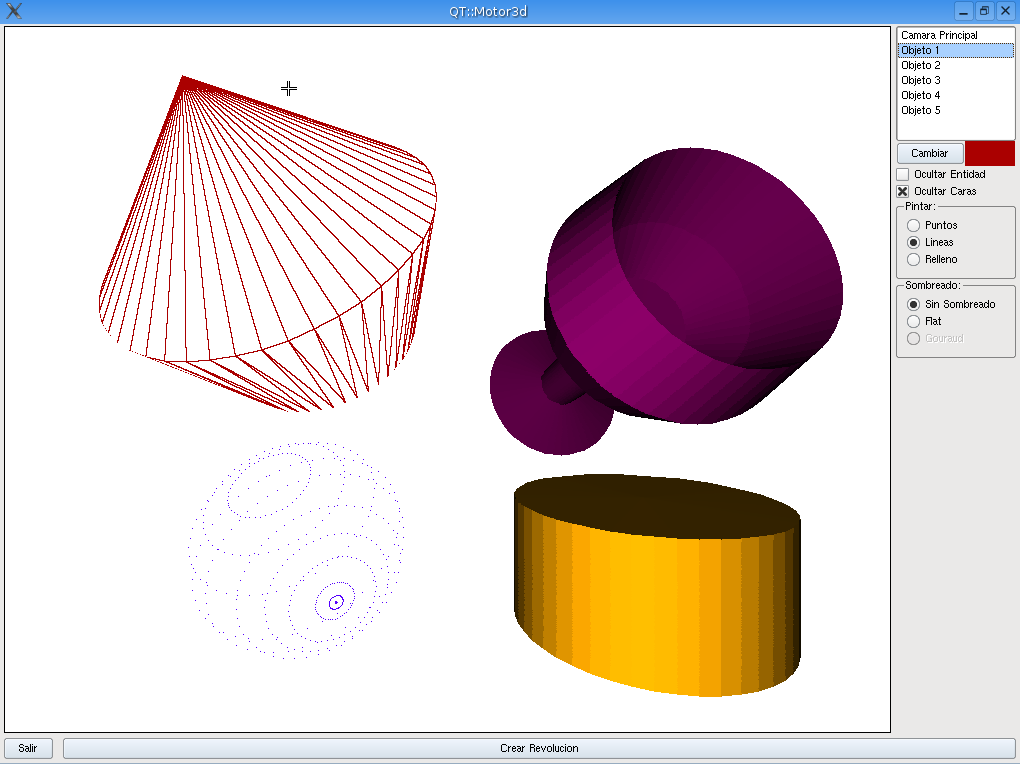 QT::Motor3d
Camara Principal
Objeto 1
Objeto 2
Objeto 3
Objeto 4
Objeto 5
Cambiar
Ocultar Entidad
Ocultar Caras
Pintar:
Puntos
Lineas
Relleno
Sombreado:
Sin Sombreado
Flat
Gouraud
Salir
Crear Revolucion